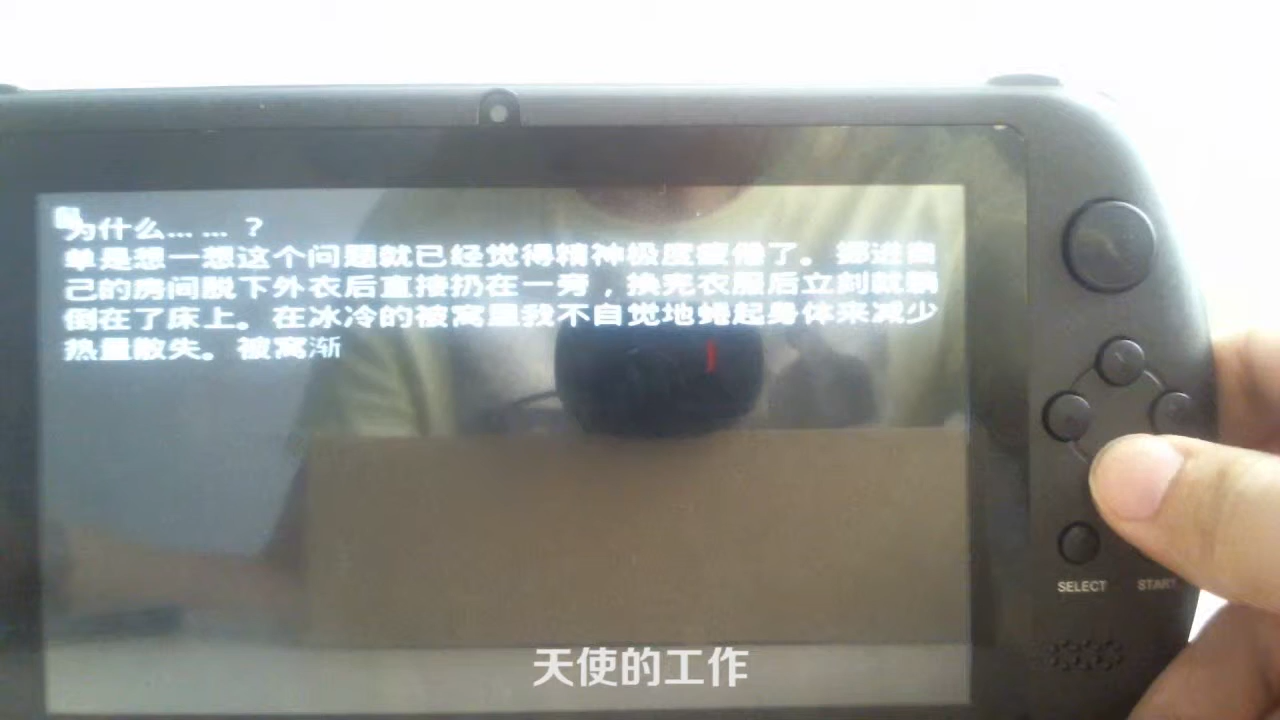 为什么……？
单是想一想这个问题就已经觉得精神极度疲倦了。挪进自
己的房间脱下外衣后直接扔在一旁，换完衣服后立刻就躺
倒在了床上。在冰冷的被窝里我不自觉地蜷起身体来减少
热量散失。被窝渐
SELECT START
天使的工作